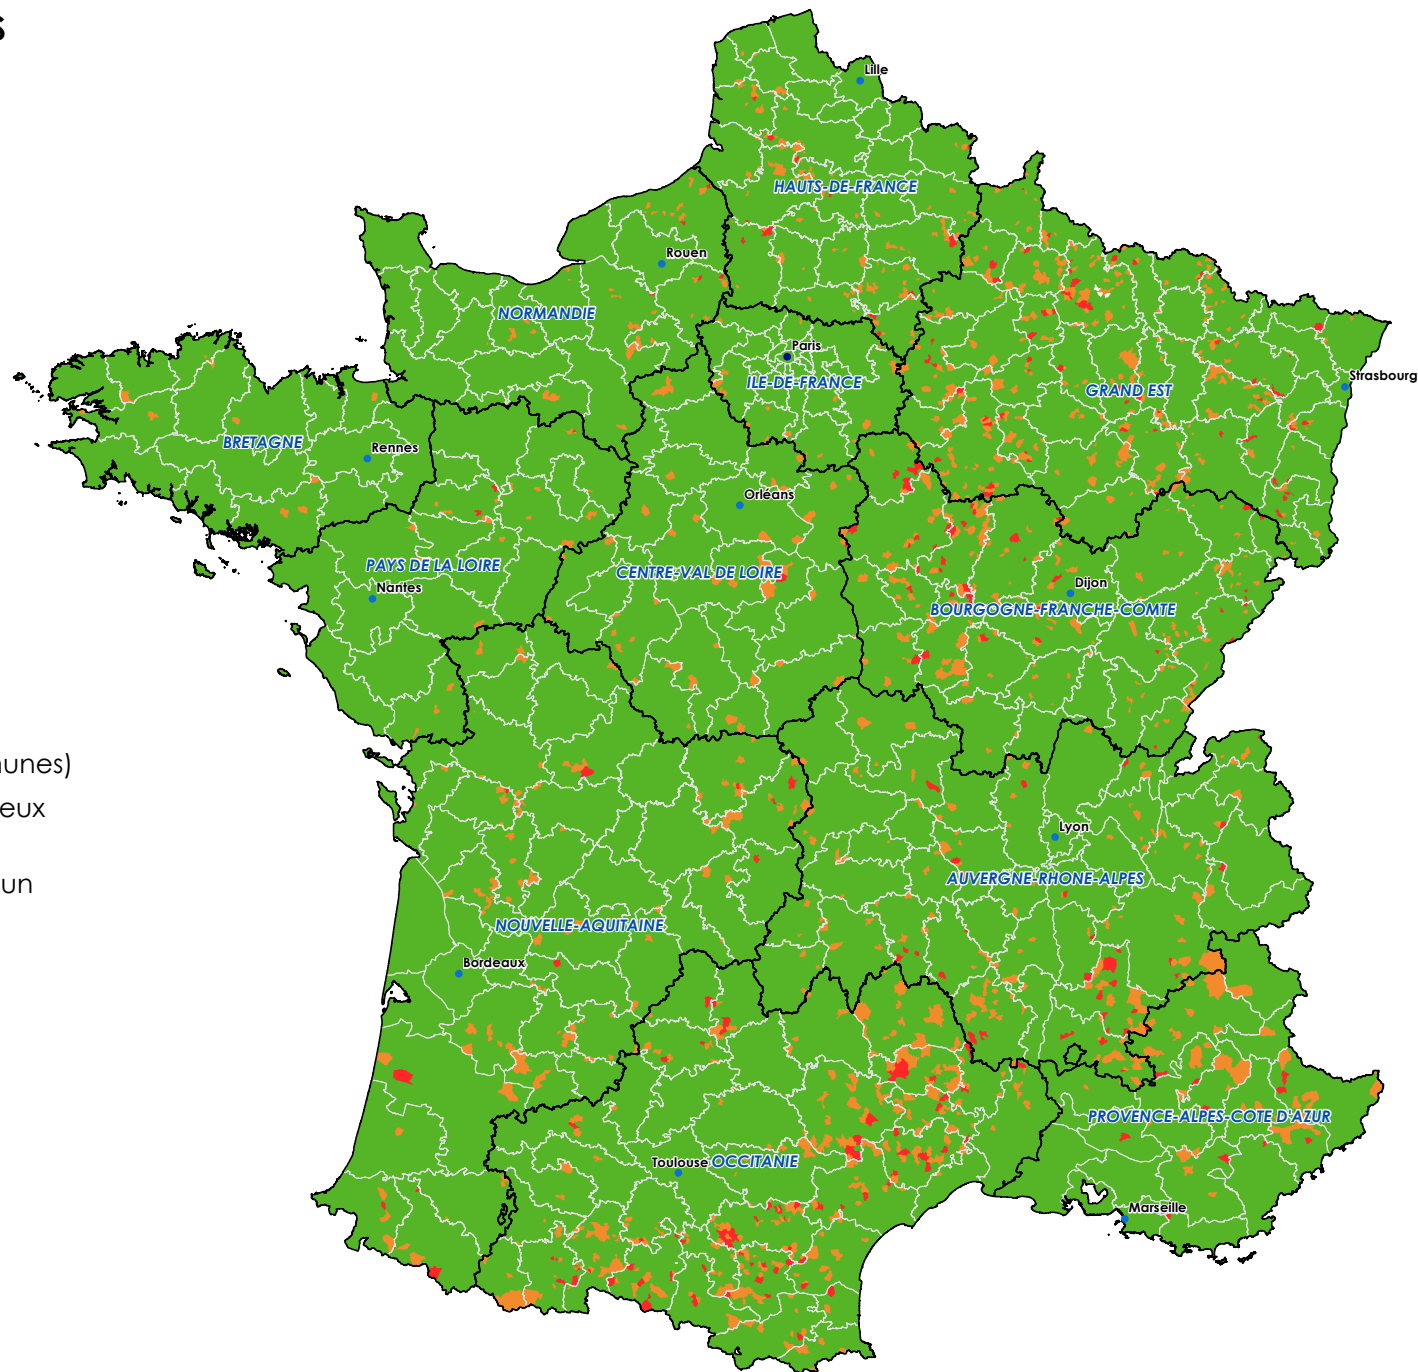 s
Lille
HAUTS-DE-FRANCE
Rouen
NORMANDIE
Paris
ILE-DE-FRANCE
Strasbourg
GRAND EST
BRETAGNE
Rennes
Orléans
PAYS DE LA LOIRE
CENTRE-VAL DE LOIRE
Nantes
Dijon
BOURGOGNE-FRANCHE-COMTE
unes)
eux
Lyon
un
AUVERGNE-RHONE-ALPES
NOUVELLE-AQUITAINE
Bordeaux
PROVENCE-ALPES-COTE D'AZUR
Toulouse OCCITANIE
Marseille